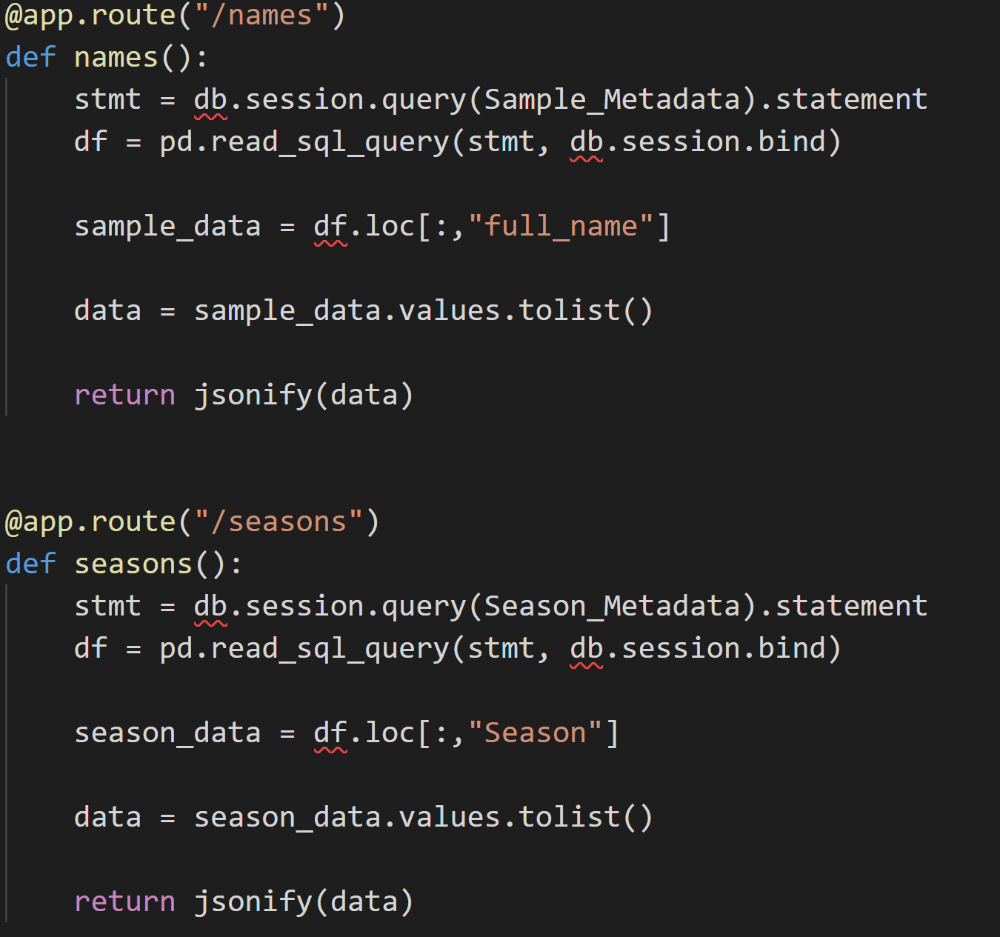 @app.route("/names")
def names():
    stmt = db.session.query(Sample_Metadata).statement
    df = pd.read_sql_query(stmt, db.session.bind)
    sample_data = df.loc[:,"full_name"]
    data = sample_data.values.tolist()
    return jsonify(data)
@app.route("/seasons")
def seasons():
    stmt = db.session.query(Season_Metadata).statement
    df = pd.read_sql_query(stmt, db.session.bind)
    season_data = df.loc[:,"Season"]
    data = season_data.values.tolist()
    return jsonify(data)